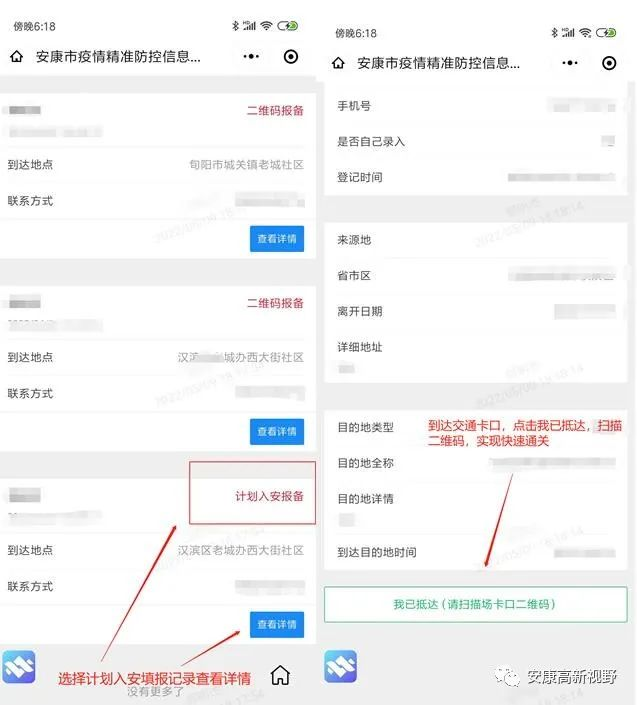 傍晚6:18
安康市疫情精准防控信息...
二维码报备
到达地点
旬阳市城关镇老城社区
联系方式
查看详情
二维码报备
到达地点
老城办西大街社区
联系方式
查看详情
计划入安报备
到达地点
汉滨区老城办西大街社区
联系方式
查看详情
选择计划入安填报记录查看详情
没有更多了
傍晚6:18
安康市疫情精准防控信息...
手机号
是否自己录入
登记时间
来源地
省市区
离开日期
详细地址
目的地类型
到达交通卡口，点击我已抵达，扫描
二维码，实现快速通关
目的地全称
目的地详情
到达目的地时间
我已抵达（请扫描场卡口二维码）
安康高新视野